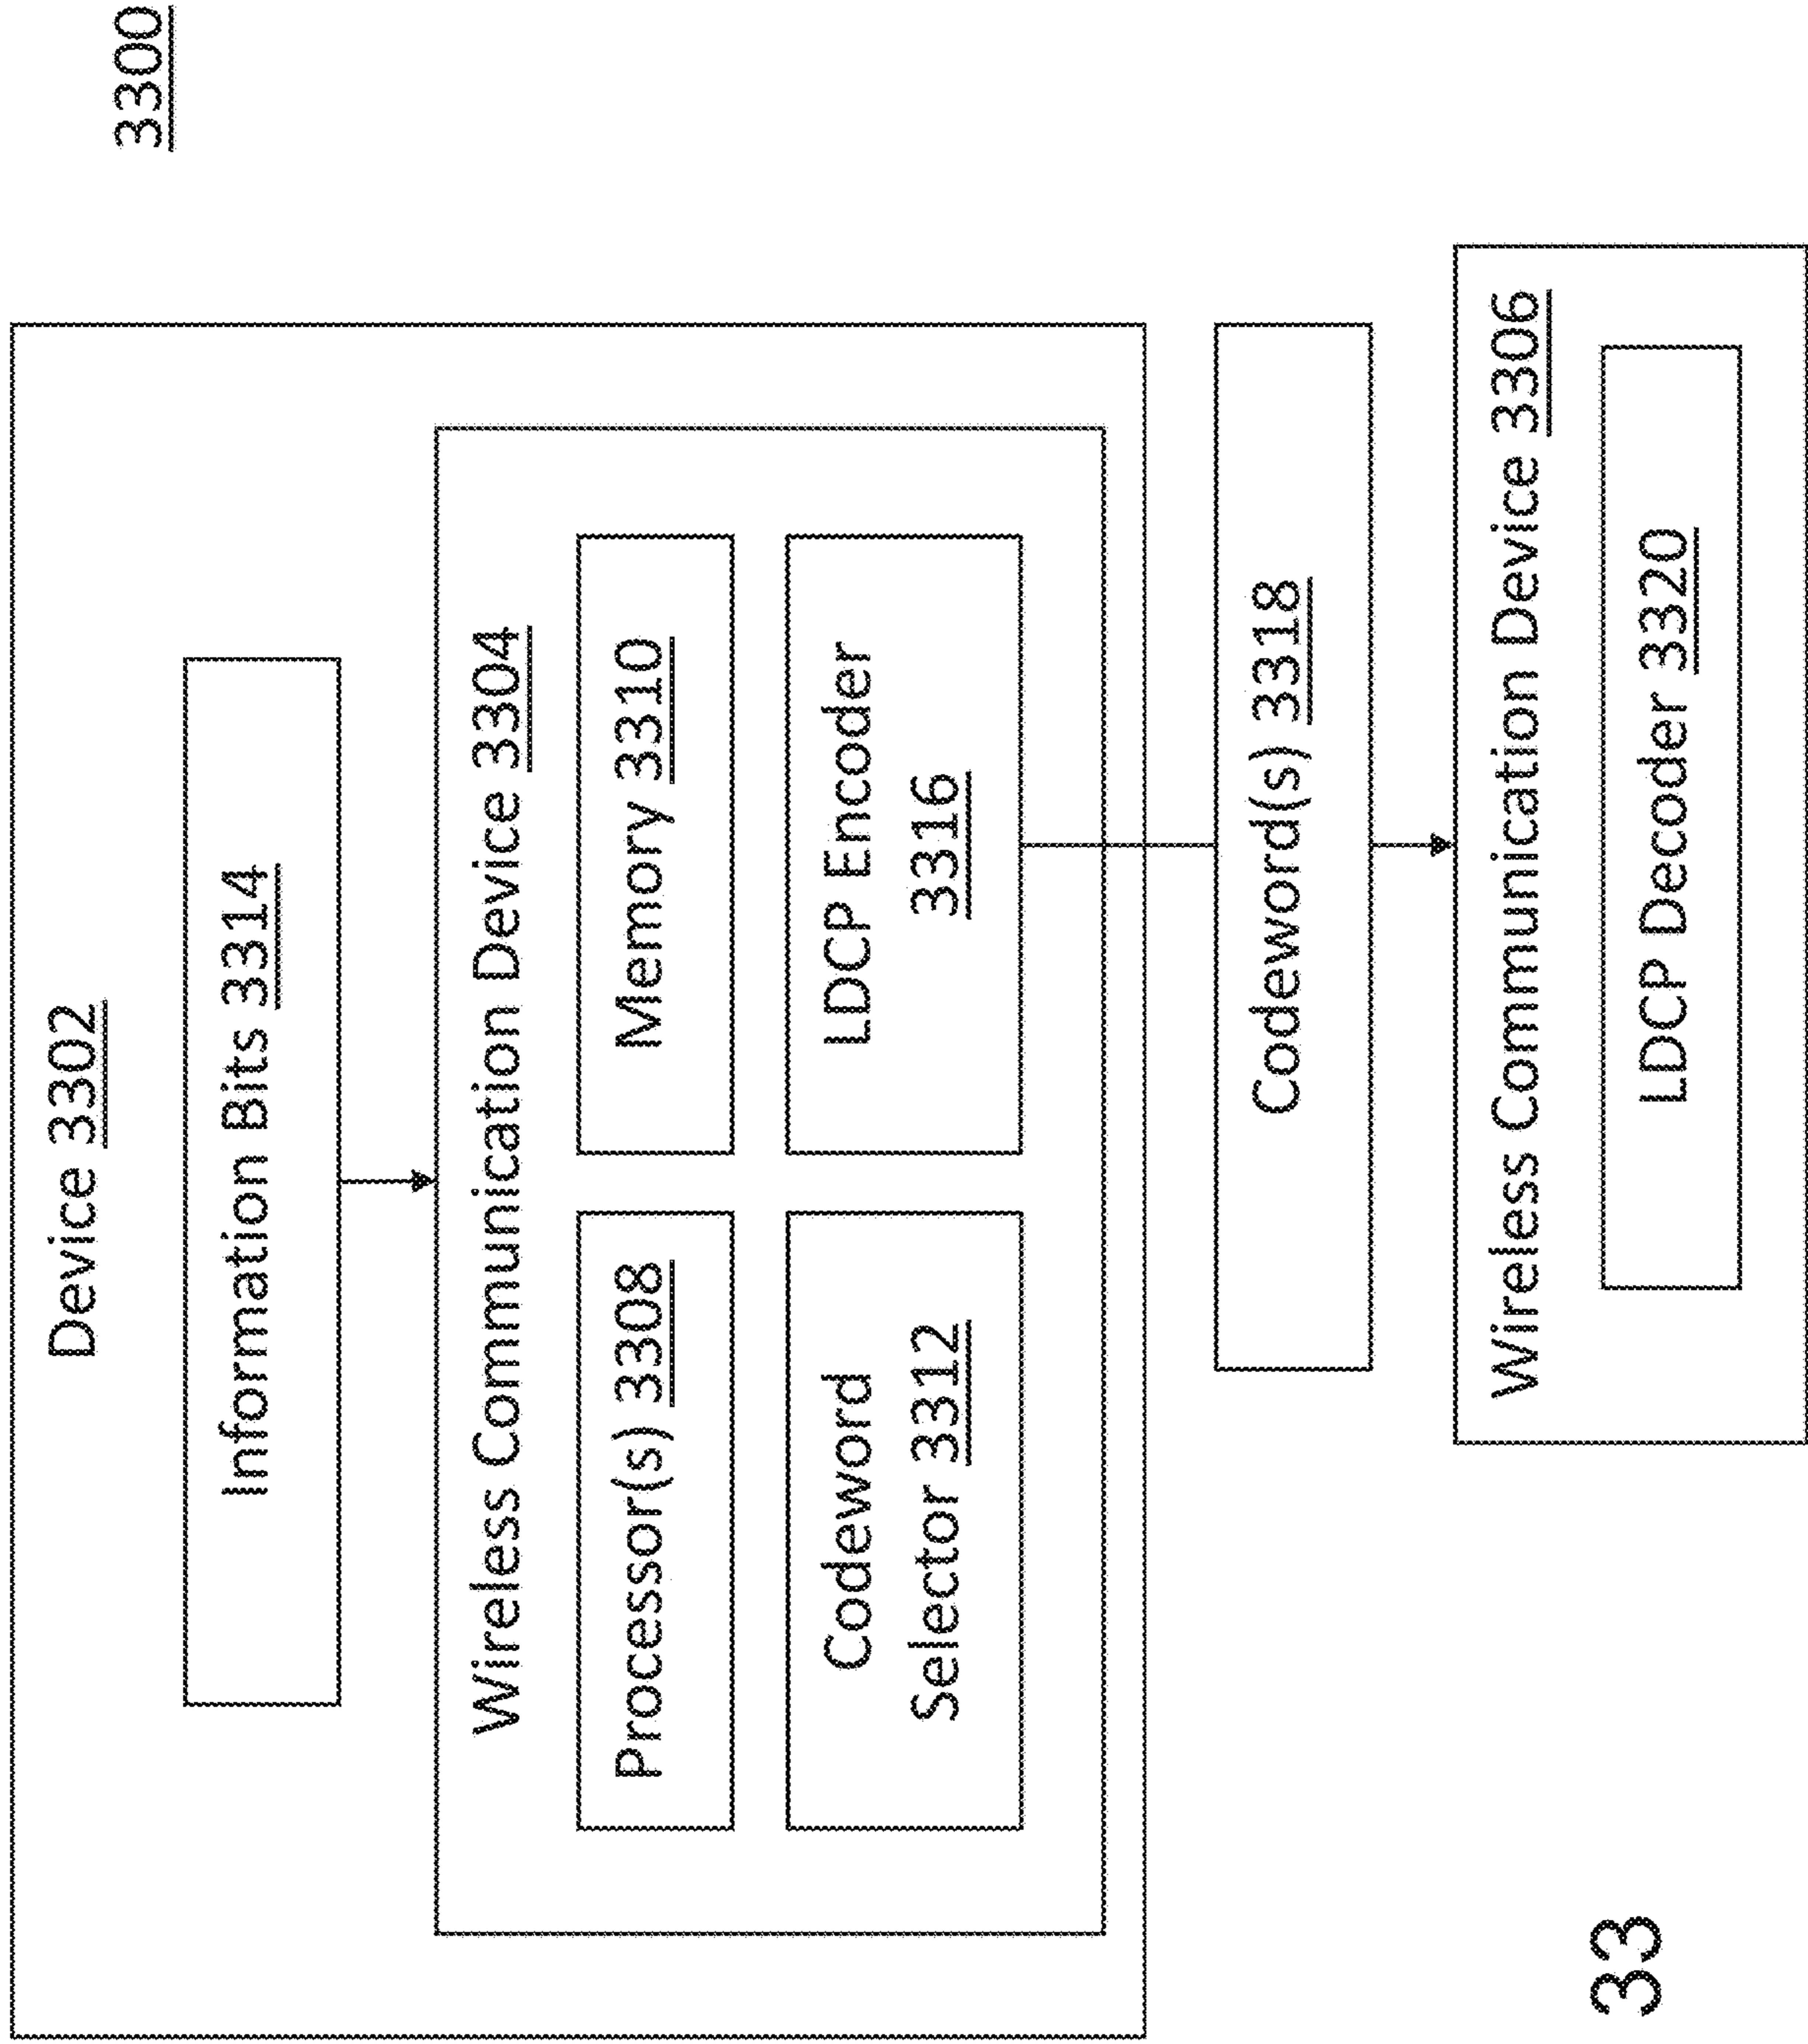 3300
Device 3302
Information Bits 3314
Wireless Communication Device 3304
Processor(s) 3308
Memory 3310
Codeword
Selector 3312
LDCP Encoder
3316
Codeword(s) 3318
Wireless Communication Device 3306
LDCP Decoder 3320
33